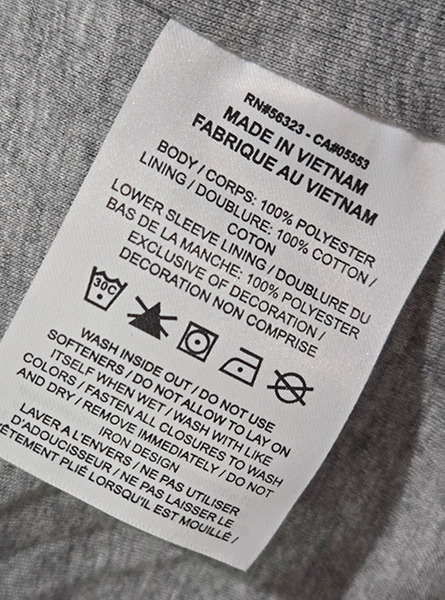 RN#56323 - CA#05553
MADE IN VIETNAM
FABRIQUE AU VIETNAM
BODY / CORPS: 100% POLYESTER
LINING / DOUBLURE: 100% COTTON /
COTON
LOWER SLEEVE LINING / DOUBLURE DU
BAS DE LA MANCHE: 100% POLYESTER
EXCLUSIVE OF DECORATION /
DECORATION NON COMPRISE
30C
WASH INSIDE OUT / DO NOT USE
SOFTENERS / DO NOT ALLOW TO LAY ON
ITSELF WHEN WET / WASH WITH LIKE
COLORS / FASTEN ALL CLOSURES TO WASH
AND DRY / REMOVE IMMEDIATELY / DO NOT
IRON DESIGN
LAVER A L'ENVERS / NE PAS UTILISER
D'ADOUCISSEUR / NE PAS LAISSER LE
VÊTEMENT PLIÉ LORSQU'IL EST MOUILLÉ /